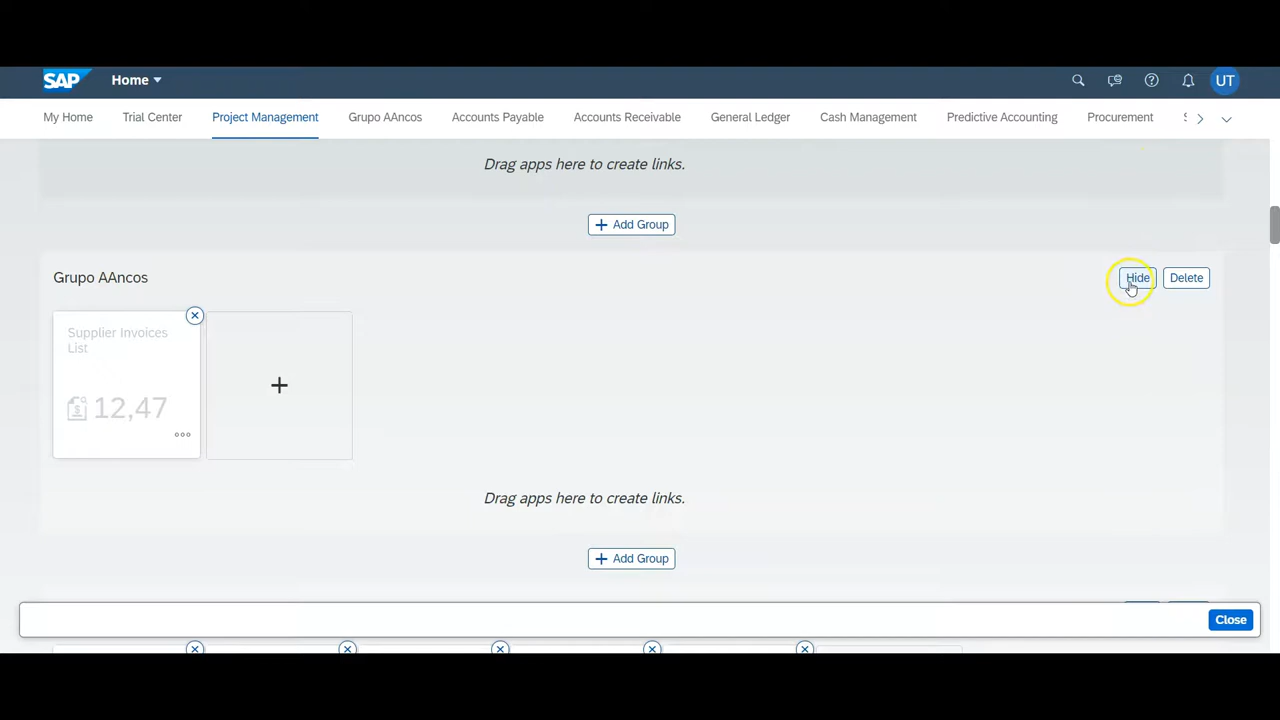 SAP Home UT
My Home Trial Center Project Management Grupo AAncos Accounts Payable Accounts Receivable General Ledger Cash Management Predictive Accounting Procurement
Drag apps here to create links.
+ Add Group
Grupo AAncos Hide Delete
Supplier Invoices
List
12,47
Drag apps here to create links.
+ Add Group
Close